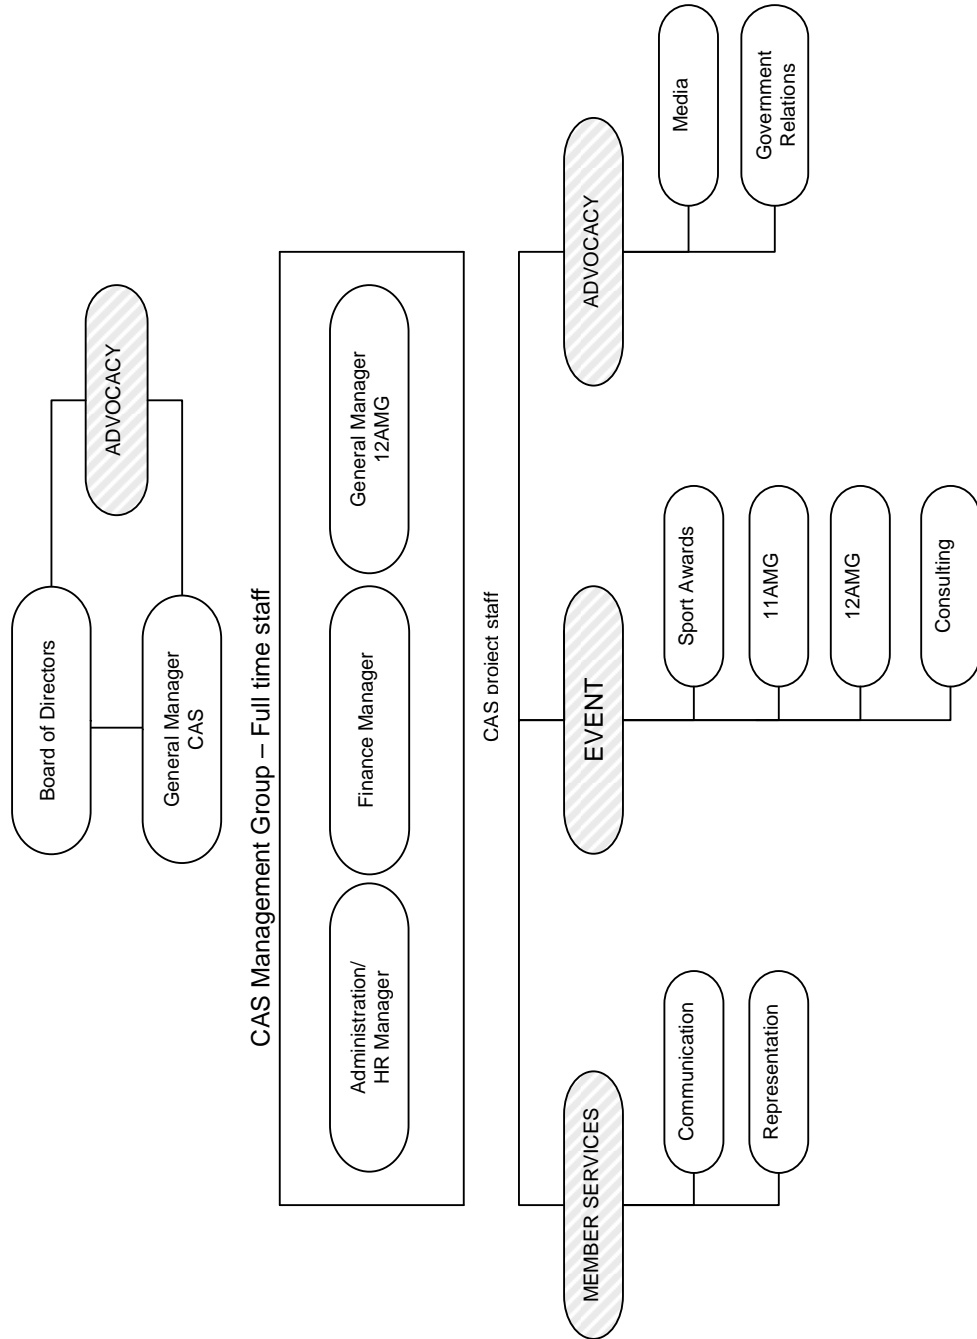 Board of Directors
General Manager
CAS
ADVOCACY
CAS Management Group – Full time staff
Administration/
HR Manager
Finance Manager
General Manager
12AMG
CAS project staff
MEMBER SERVICES
Communication
Representation
EVENT
Sport Awards
11AMG
12AMG
Consulting
ADVOCACY
Media
Government
Relations